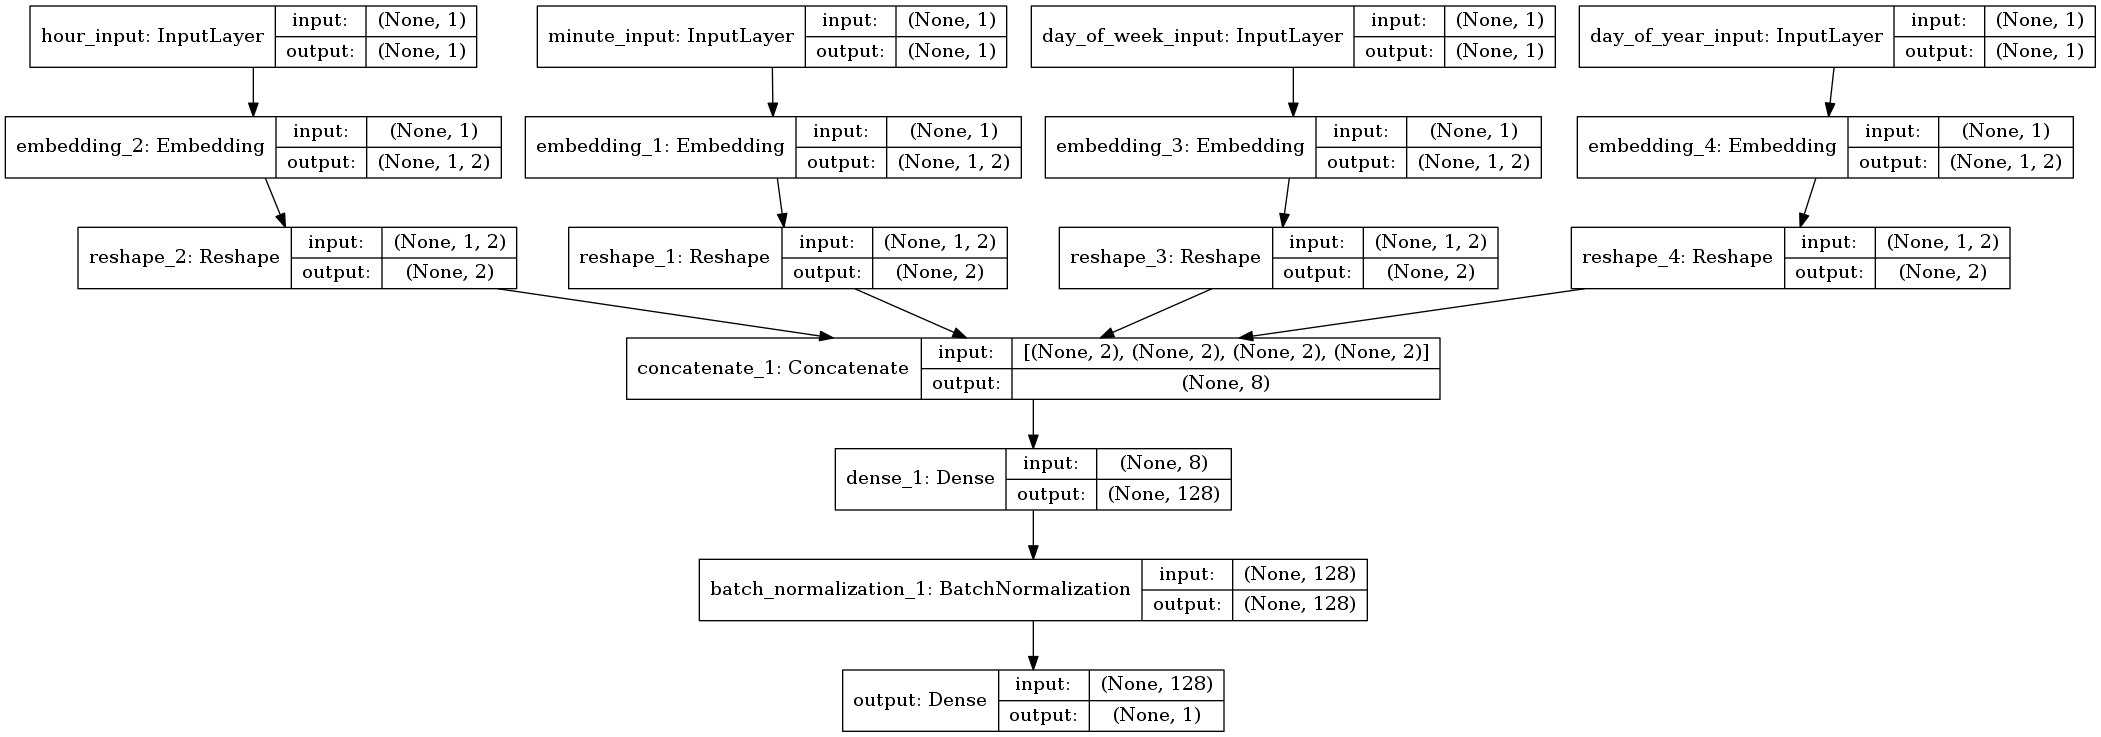 hour_input: InputLayer input: (None, 1)
output: (None, 1)
minute_input: InputLayer input: (None, 1)
output: (None, 1)
day_of_week_input: InputLayer input: (None, 1)
output: (None, 1)
day_of_year_input: InputLayer input: (None, 1)
output: (None, 1)
embedding_2: Embedding input: (None, 1)
output: (None, 1, 2)
embedding_1: Embedding input: (None, 1)
output: (None, 1, 2)
embedding_3: Embedding input: (None, 1)
output: (None, 1, 2)
embedding_4: Embedding input: (None, 1)
output: (None, 1, 2)
reshape_2: Reshape input: (None, 1, 2)
output: (None, 2)
reshape_1: Reshape input: (None, 1, 2)
output: (None, 2)
reshape_3: Reshape input: (None, 1, 2)
output: (None, 2)
reshape_4: Reshape input: (None, 1, 2)
output: (None, 2)
concatenate_1: Concatenate input: [(None, 2), (None, 2), (None, 2), (None, 2)]
output: (None, 8)
dense_1: Dense input: (None, 8)
output: (None, 128)
batch_normalization_1: BatchNormalization input: (None, 128)
output: (None, 128)
output: Dense input: (None, 128)
output: (None, 1)